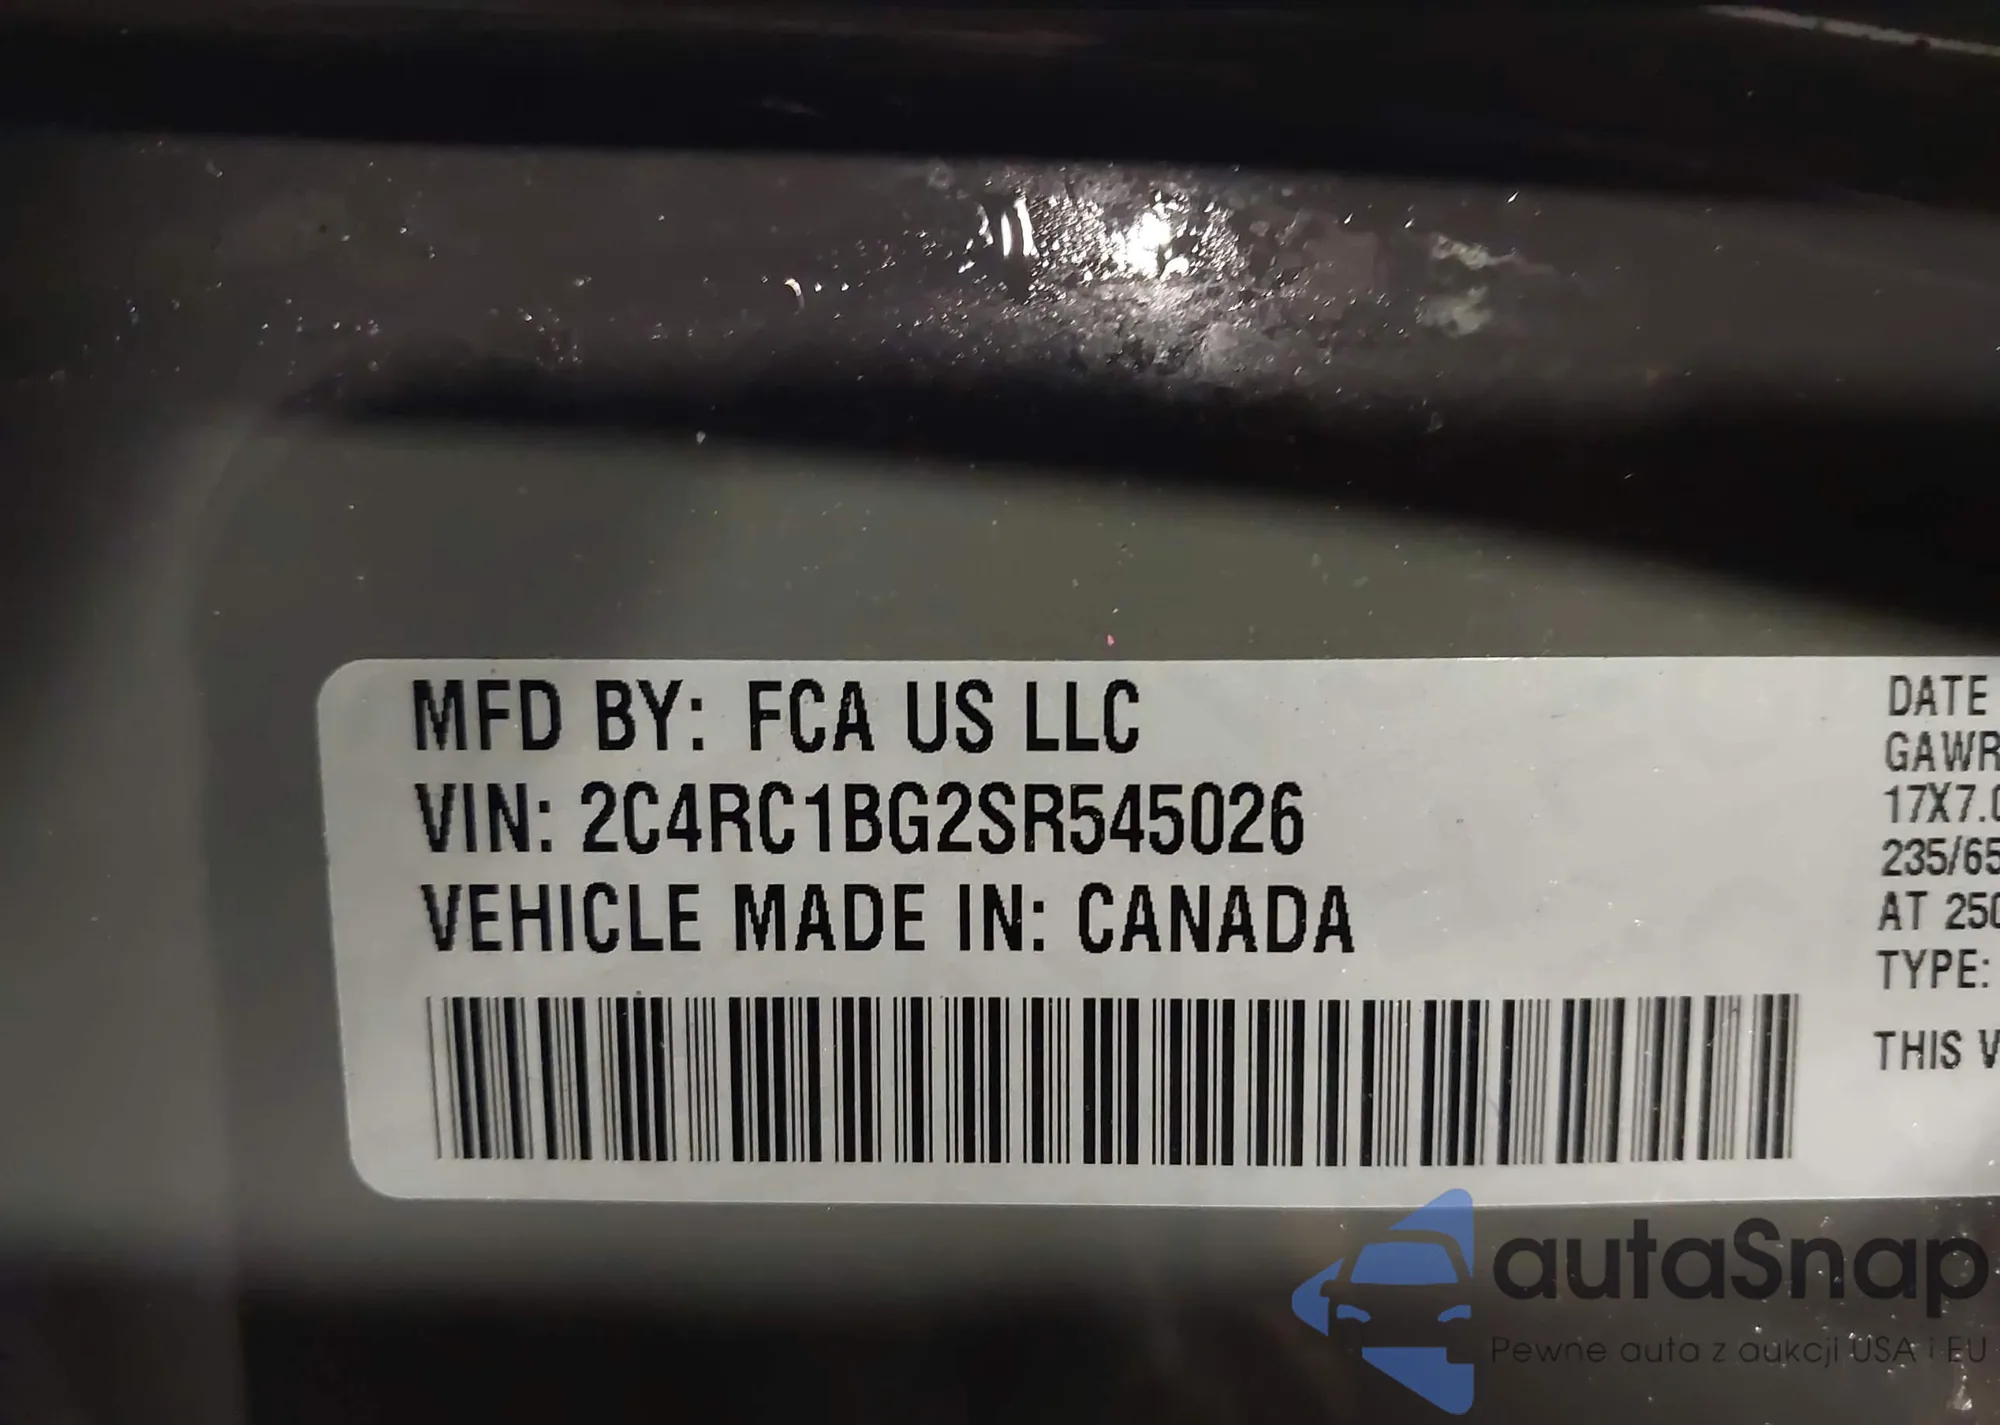 MFD BY: FCA US LLC
VIN: 2C4RC1BG2SR545026
VEHICLE MADE IN: CANADA
DATE
GAWR
17X7.0
235/65
AT 250
TYPE:
THIS V
autaSnap
Pewne auta z aukcji USA i EU